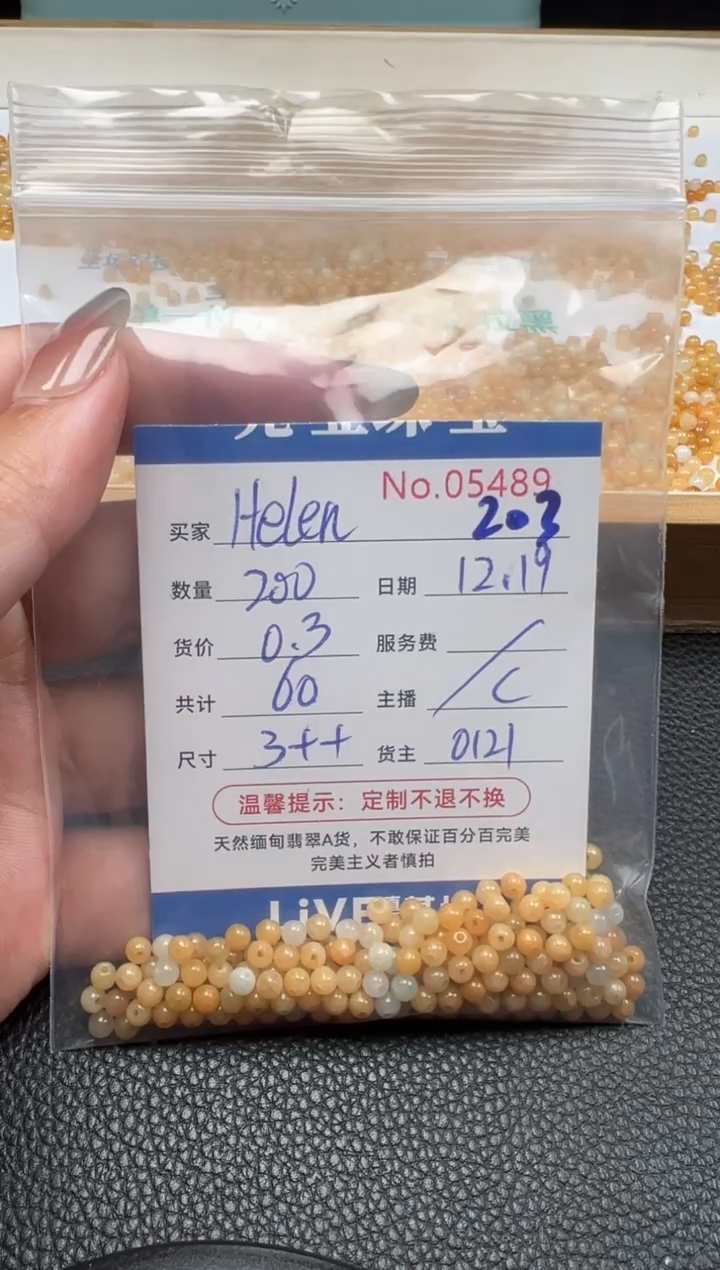 No.05489
买家 Helen 203
数量 200 日期 12.19
货价 0.3 服务费 /
共计 60 主播 C
尺寸 3++ 货主 0121
温馨提示：定制不退不换
天然缅甸翡翠A货，不敢保证百分百完美
完美主义者慎拍
LiVE